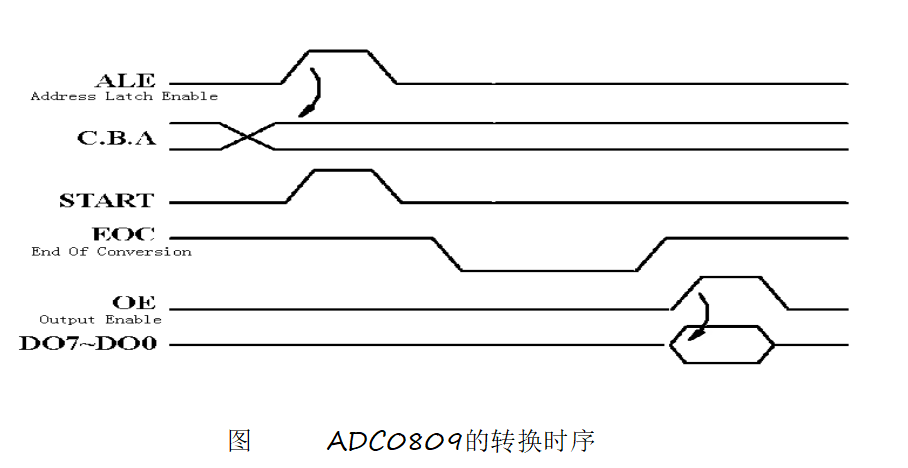 ALE
Address Latch Enable
C.B.A
START
EOC
End Of Conversion
OE
Output Enable
DO7~DO0
图 ADC0809的转换时序